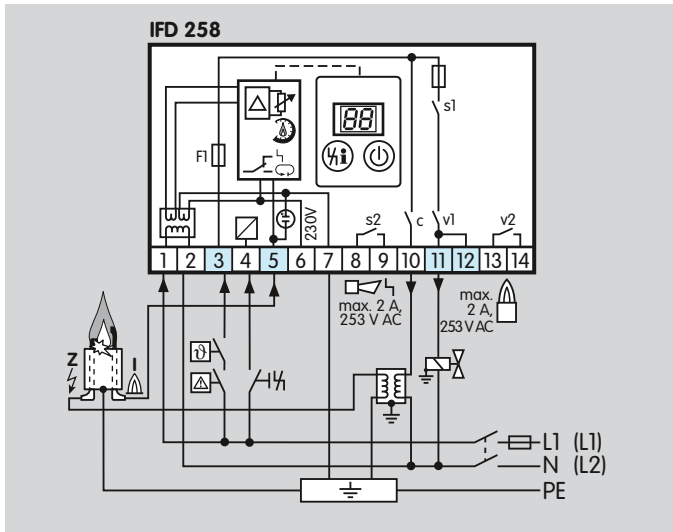 IFD 258
88
s1
F1
i
230V
s2
c
v1
v2
1 2 3 4 5 6 7 8 9 10 11 12 13 14
max. 2 A,
253 V AC
max.
2 A,
253 V AC
ϑ
Z
I
L1 (L1)
N (L2)
PE